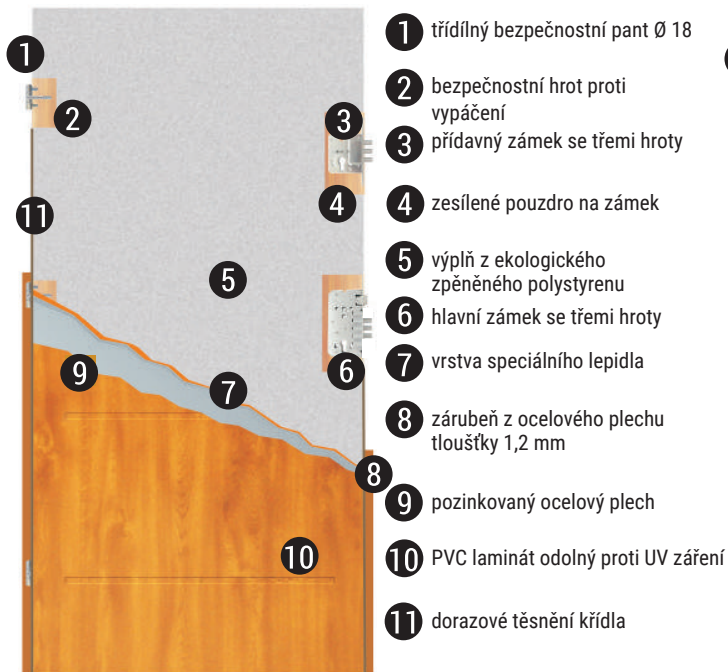 1 třídílný bezpečnostní pant Ø 18
2 bezpečnostní hrot proti
vypáčení
3 přídavný zámek se třemi hroty
4 zesílené pouzdro na zámek
5 výplň z ekologického
zpěněného polystyrenu
6 hlavní zámek se třemi hroty
7 vrstva speciálního lepidla
8 zárubeň z ocelového plechu
tloušťky 1,2 mm
9 pozinkovaný ocelový plech
10 PVC laminát odolný proti UV záření
11 dorazové těsnění křídla
1
2
3
4
11
5
6
9
7
8
10